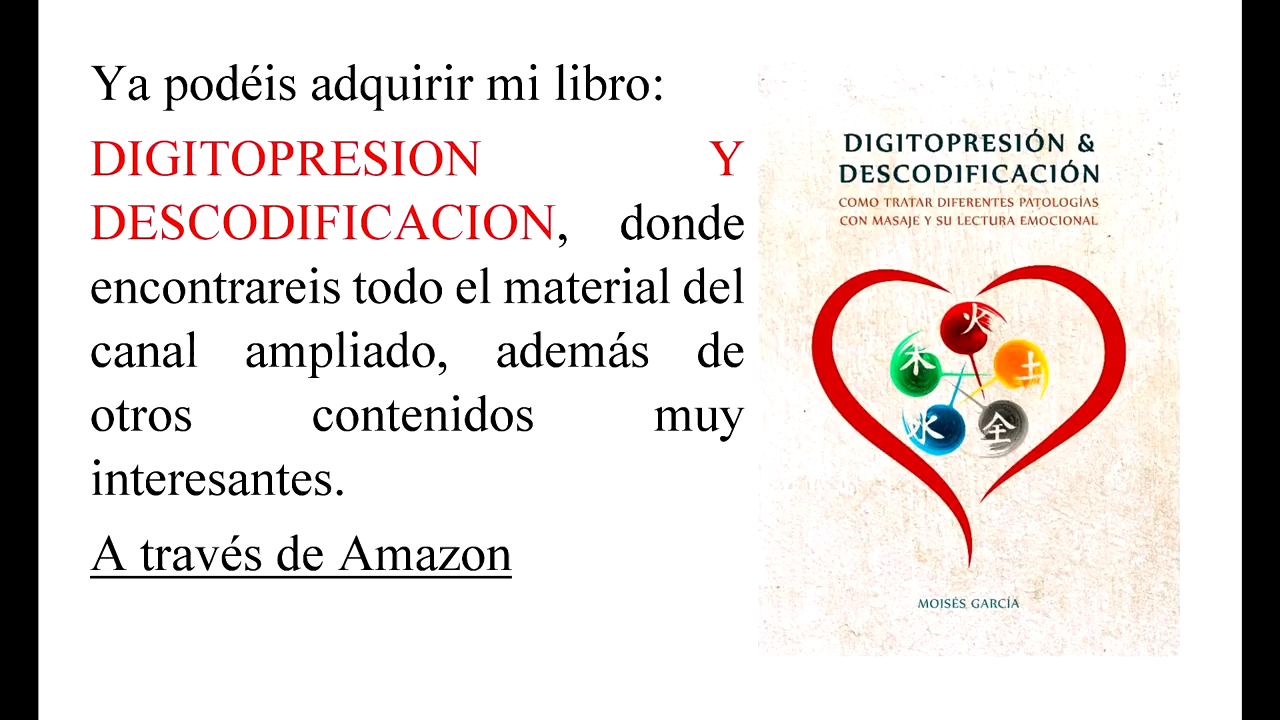 Ya podéis adquirir mi libro:
DIGITOPRESION Y
DESCODIFICACION, donde
encontrareis todo el material del
canal ampliado, además de
otros contenidos muy
interesantes.
A través de Amazon
DIGITOPRESIÓN &
DESCODIFICACIÓN
COMO TRATAR DIFERENTES PATOLOGÍAS
CON MASAJE Y SU LECTURA EMOCIONAL
火
木
土
水
金
MOISÉS GARCÍA